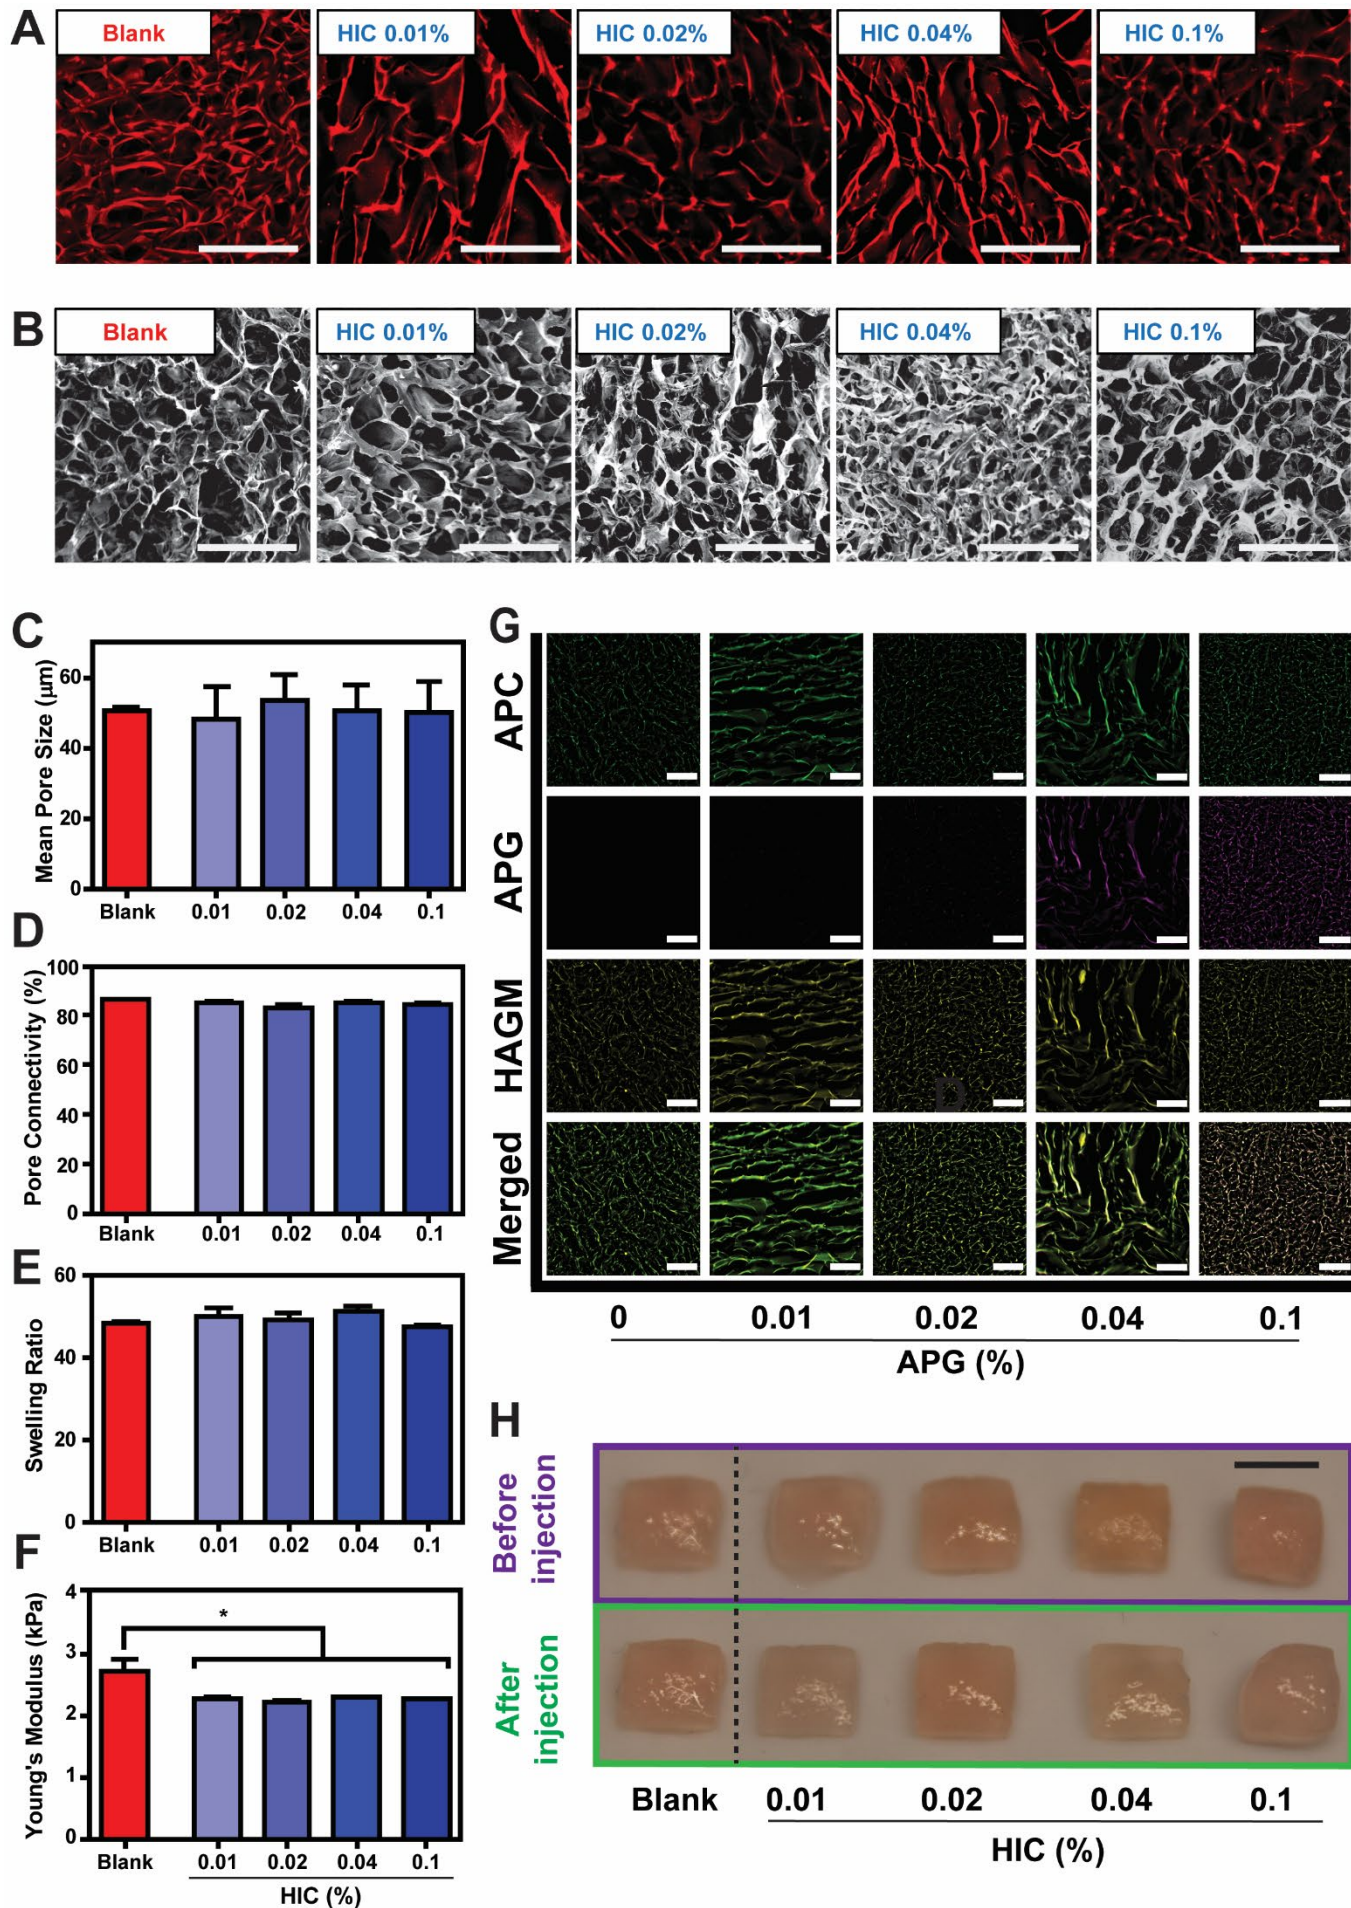 A
Blank
HIC 0.01%
HIC 0.02%
HIC 0.04%
HIC 0.1%
B
Blank
HIC 0.01%
HIC 0.02%
HIC 0.04%
HIC 0.1%
C
Mean Pore Size (µm)
60
40
20
0
Blank 0.01 0.02 0.04 0.1
D
Pore Connectivity (%)
100
80
60
40
20
0
Blank 0.01 0.02 0.04 0.1
E
Swelling Ratio
60
40
20
0
Blank 0.01 0.02 0.04 0.1
F
Young's Modulus (kPa)
4
3
2
1
0
*
Blank 0.01 0.02 0.04 0.1
HIC (%)
G
APC
APG
HAGM
D
Merged
0 0.01 0.02 0.04 0.1
APG (%)
H
Before
injection
After
injection
Blank 0.01 0.02 0.04 0.1
HIC (%)